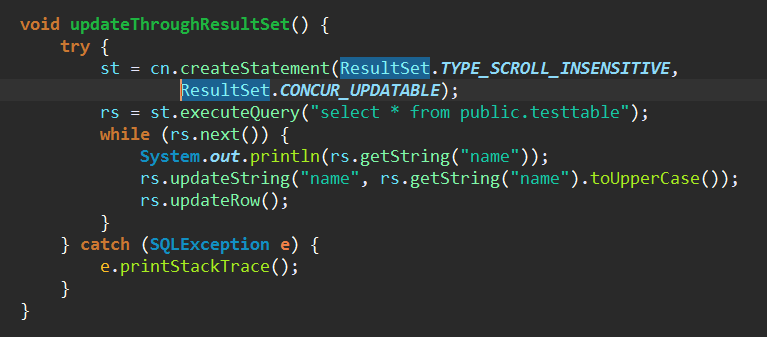 void updateThroughResultSet() {
    try {
        st = cn.createStatement(ResultSet.TYPE_SCROLL_INSENSITIVE,
                ResultSet.CONCUR_UPDATABLE);
        rs = st.executeQuery("select * from public.testtable");
        while (rs.next()) {
            System.out.println(rs.getString("name"));
            rs.updateString("name", rs.getString("name").toUpperCase());
            rs.updateRow();
        }
    } catch (SQLException e) {
        e.printStackTrace();
    }
}